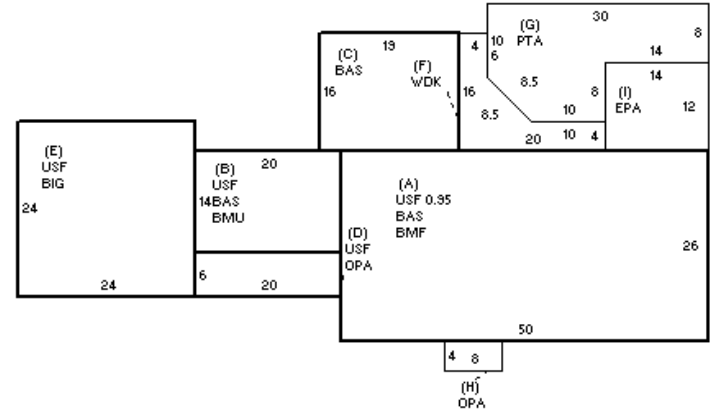 30
(G)
PTA
8
19
4
10
6
14
(C)
BAS
(F)
WDK
14
16
16
8.5
8
(I)
EPA
12
8.5
10
20
10
4
(E)
USF
BIG
20
(B)
USF
14BAS
BMU
(A)
USF 0.95
BAS
BMF
24
(D)
USF
OPA
26
6
24
20
50
4
8
(H)
OPA